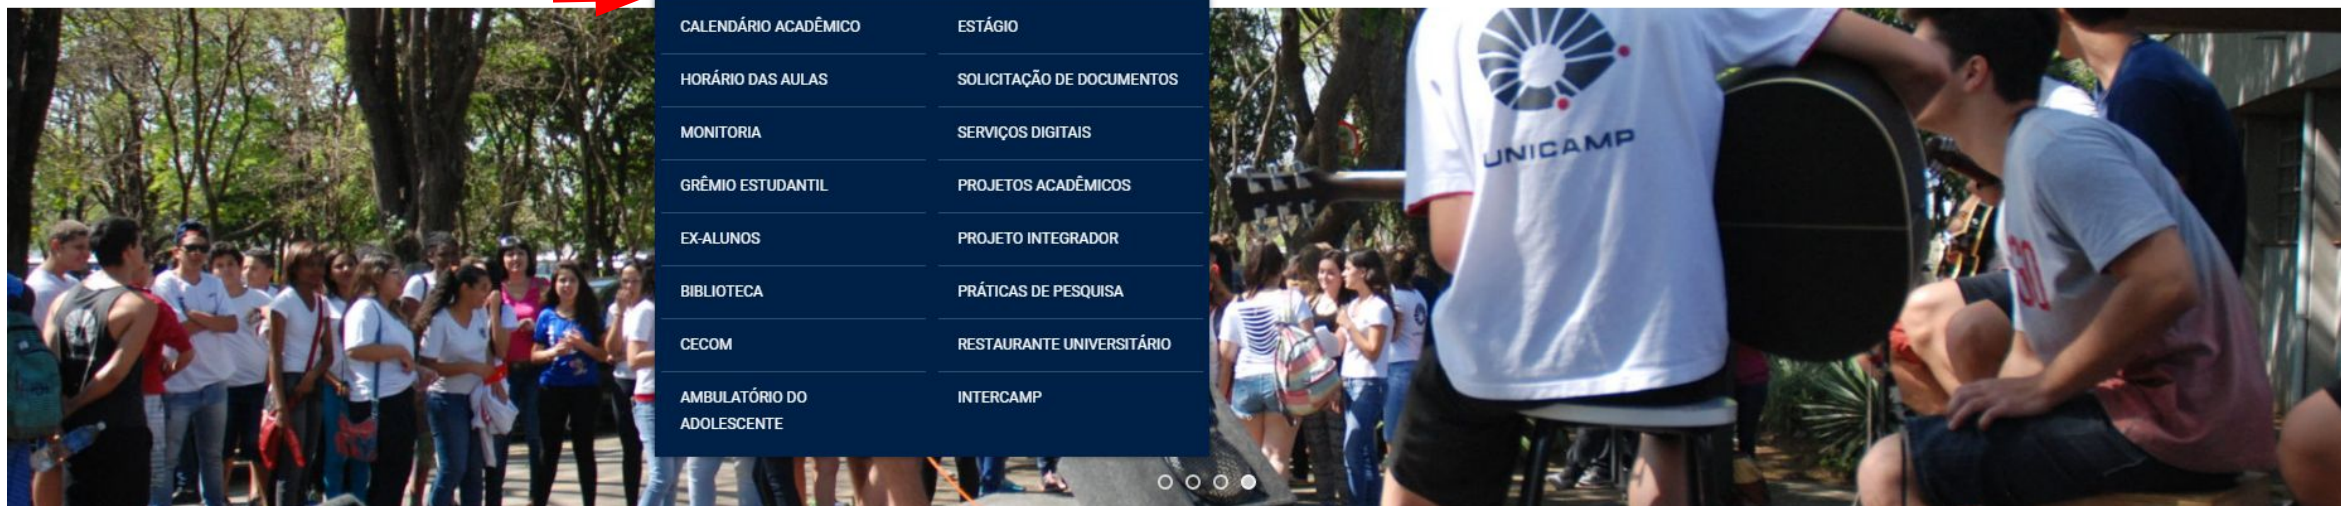 CALENDÁRIO ACADÊMICO
HORÁRIO DAS AULAS
MONITORIA
GRÊMIO ESTUDANTIL
EX-ALUNOS
BIBLIOTECA
CECOM
AMBULATÓRIO DO
ADOLESCENTE
ESTÁGIO
SOLICITAÇÃO DE DOCUMENTOS
SERVIÇOS DIGITAIS
PROJETOS ACADÊMICOS
PROJETO INTEGRADOR
PRÁTICAS DE PESQUISA
RESTAURANTE UNIVERSITÁRIO
INTERCAMP
UNICAMP